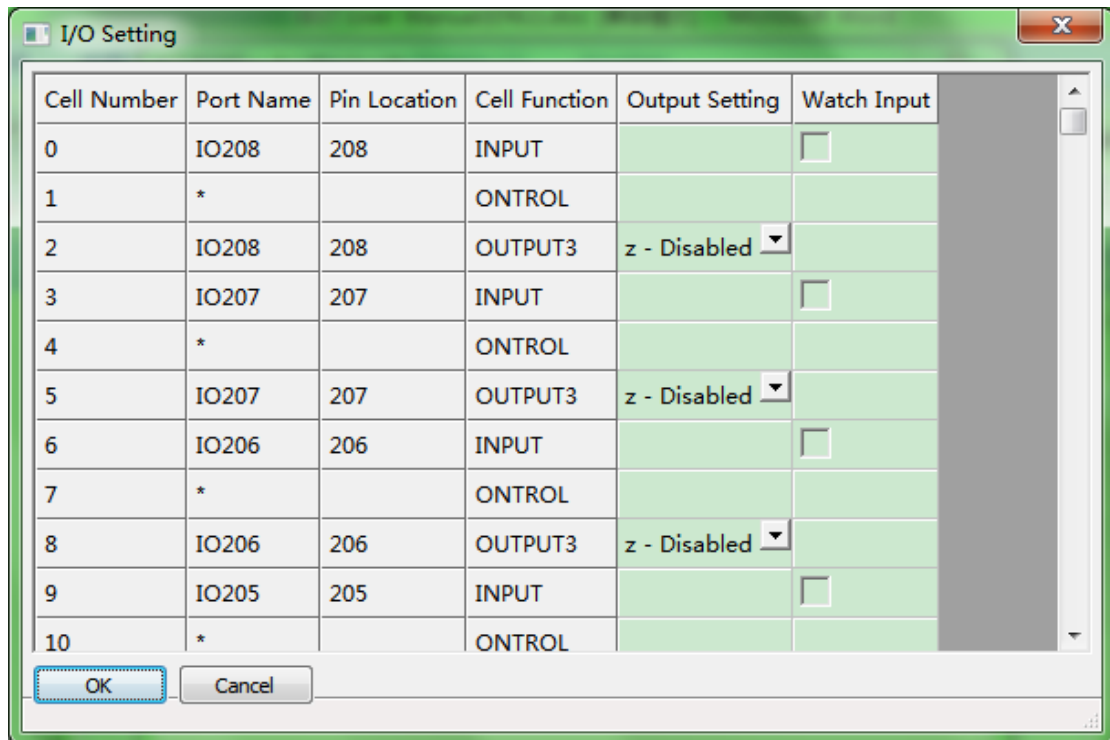 I/O Setting
Cell Number Port Name Pin Location Cell Function Output Setting Watch Input
0 IO208 208 INPUT
1 * ONTROL
2 IO208 208 OUTPUT3 z - Disabled
3 IO207 207 INPUT
4 * ONTROL
5 IO207 207 OUTPUT3 z - Disabled
6 IO206 206 INPUT
7 * ONTROL
8 IO206 206 OUTPUT3 z - Disabled
9 IO205 205 INPUT
10 * ONTROL
OK Cancel